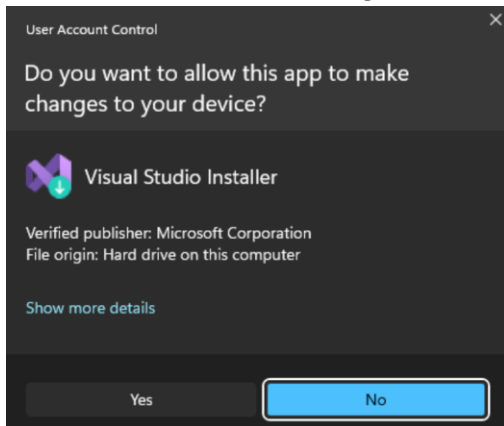 User Account Control
Do you want to allow this app to make
changes to your device?
Visual Studio Installer
Verified publisher: Microsoft Corporation
File origin: Hard drive on this computer
Show more details
Yes
No